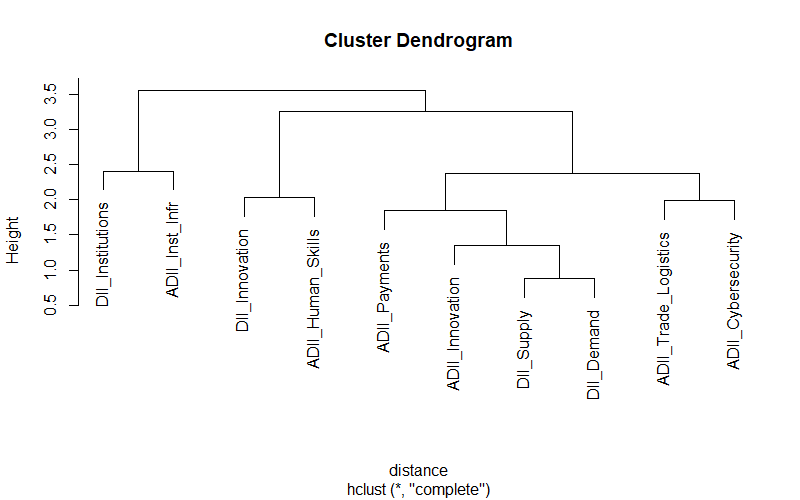 Cluster Dendrogram
Height
3.5
3.0
2.5
2.0
1.5
1.0
0.5
DII_Institutions
ADII_Inst_Infr
DII_Innovation
ADII_Human_Skills
ADII_Payments
ADII_Innovation
DII_Supply
DII_Demand
ADII_Trade_Logistics
ADII_Cybersecurity
distance
hclust (*, "complete")